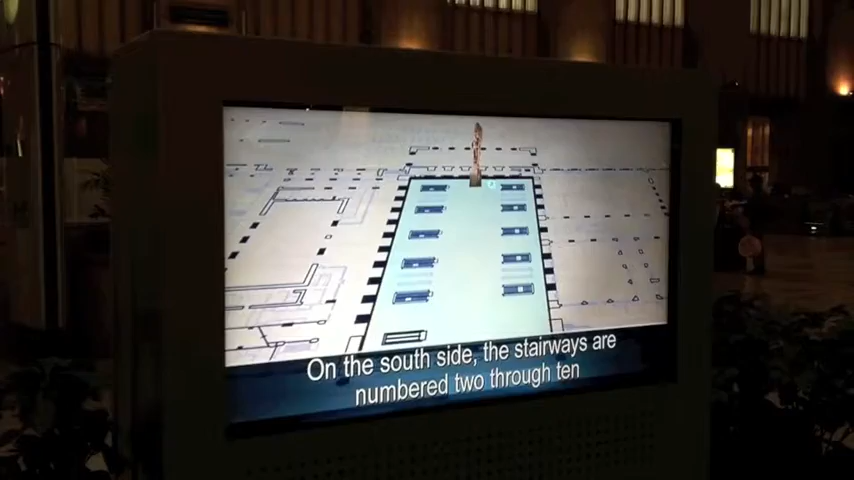 On the south side, the stairways are
numbered two through ten